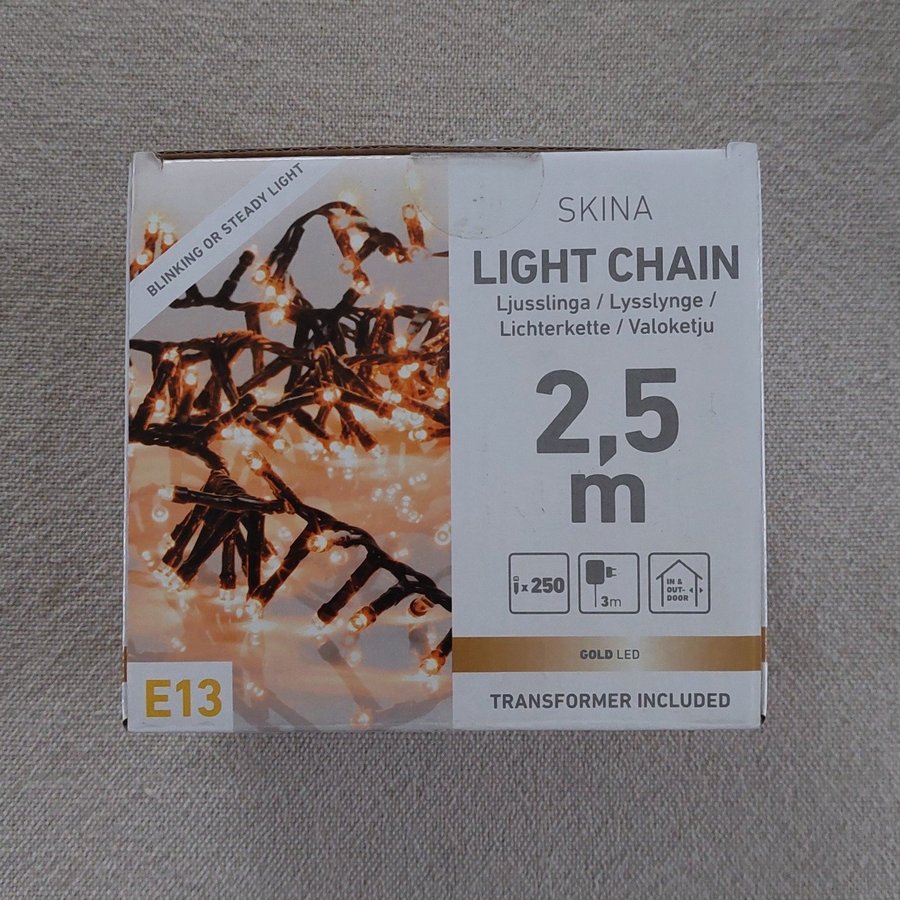 BLINKING OR STEADY LIGHT
SKINA
LIGHT CHAIN
Ljusslinga / Lysslynge /
Lichterkette / Valoketju
2,5
m
x 250
3m
IN &
OUT-
DOOR
GOLD LED
E13
TRANSFORMER INCLUDED